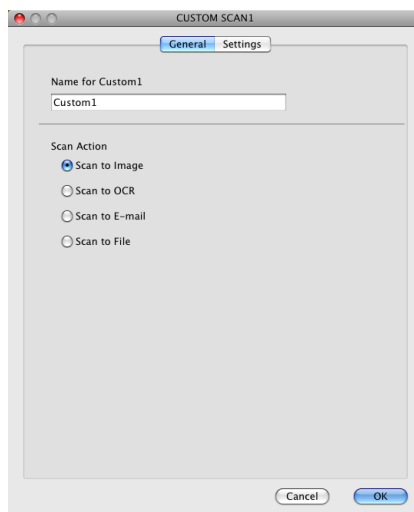 CUSTOM SCAN1
General Settings
Name for Custom1
Custom1
Scan Action
Scan to Image
Scan to OCR
Scan to E-mail
Scan to File
Cancel OK